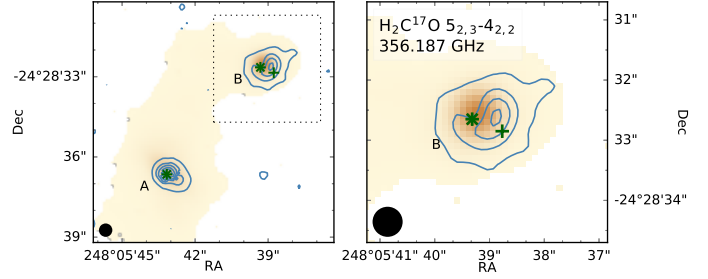 -24°28′33″
36″
39″
Dec
B
A
248°05′45″
42″
39″
RA
H₂C¹⁷O 5₂,₃-4₂,₂
356.187 GHz
B
31″
32″
33″
-24°28′34″
Dec
248°05′41″
40″
39″
38″
37″
RA